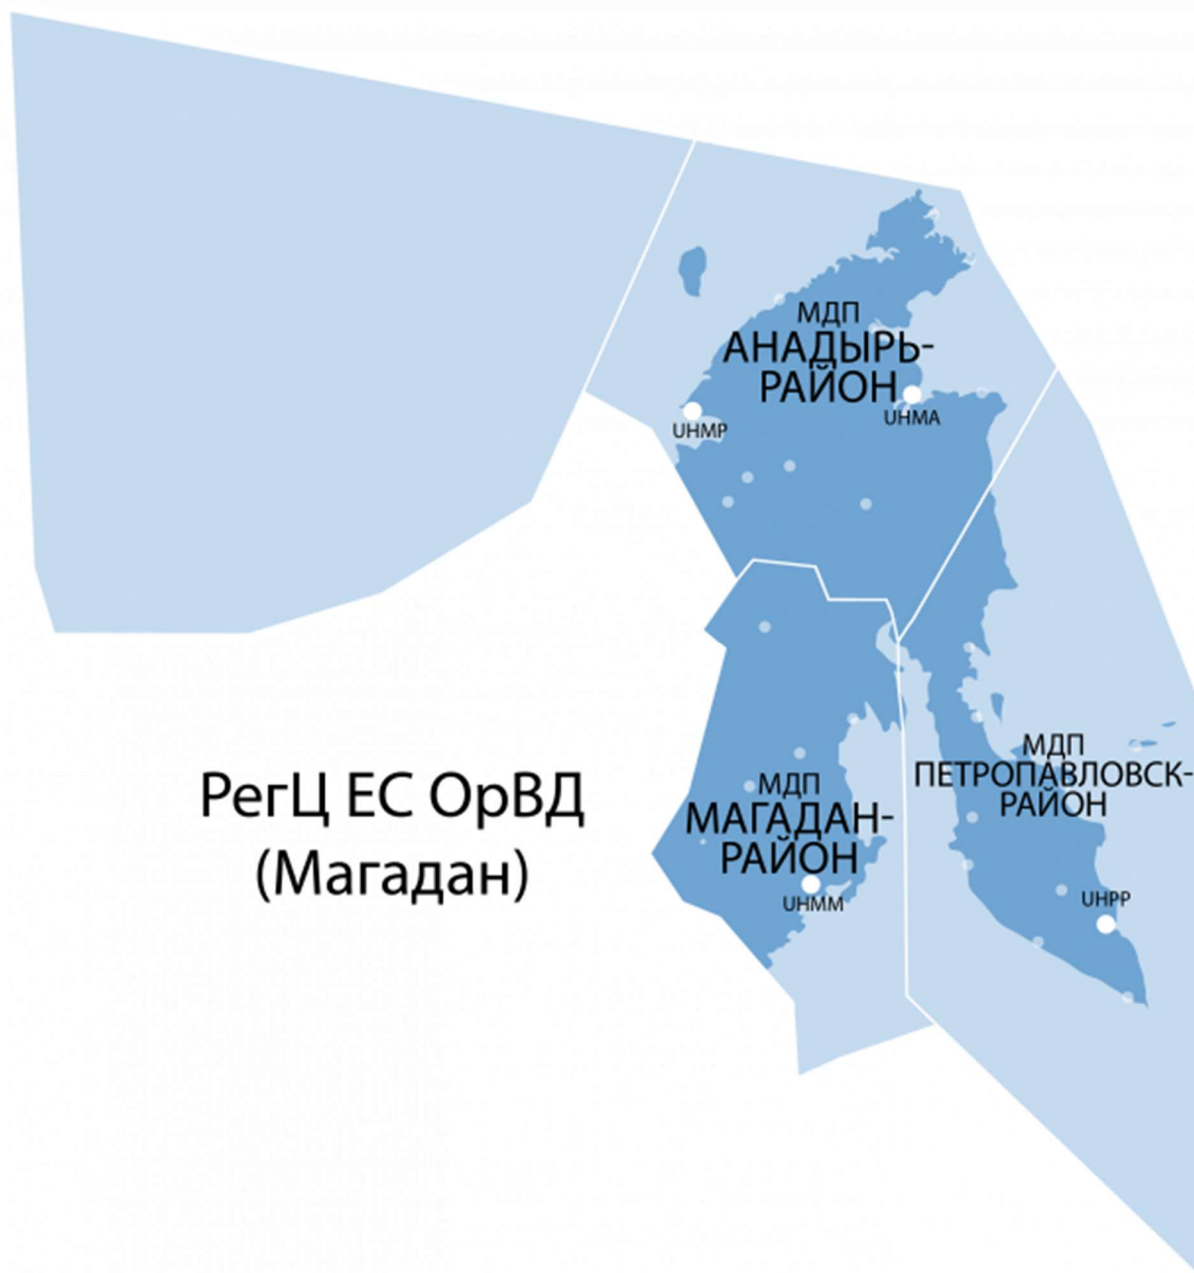 МДП
АНАДЫРЬ-
РАЙОН
UHMA
UHMP
МДП
ПЕТРОПАВЛОВСК-
РАЙОН
РегЦ ЕС ОрВД
(Магадан)
МДП
МАГАДАН-
РАЙОН
UHMM
UHPP